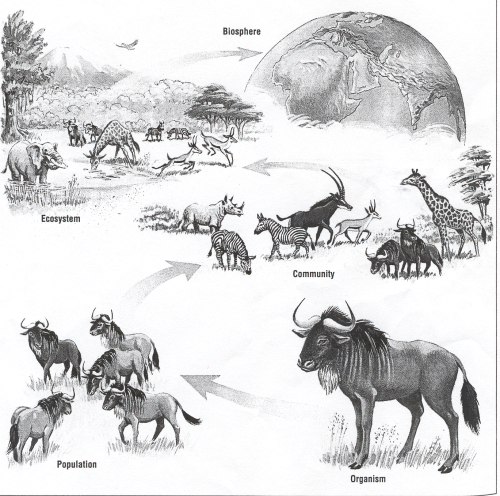 Biosphere
Ecosystem
Community
Population
Organism